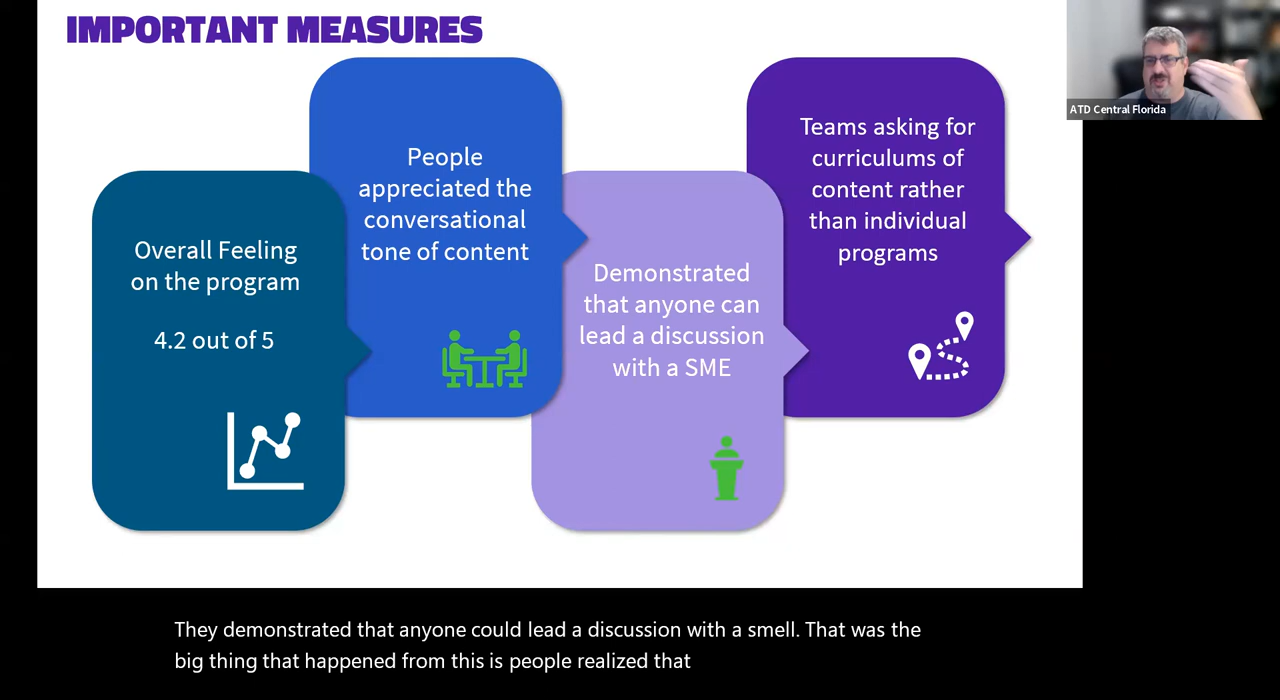 IMPORTANT MEASURES
ATD Central Florida
Overall Feeling
on the program
4.2 out of 5
People
appreciated the
conversational
tone of content
Demonstrated
that anyone can
lead a discussion
with a SME
Teams asking for
curriculums of
content rather
than individual
programs
They demonstrated that anyone could lead a discussion with a smell. That was the
big thing that happened from this is people realized that